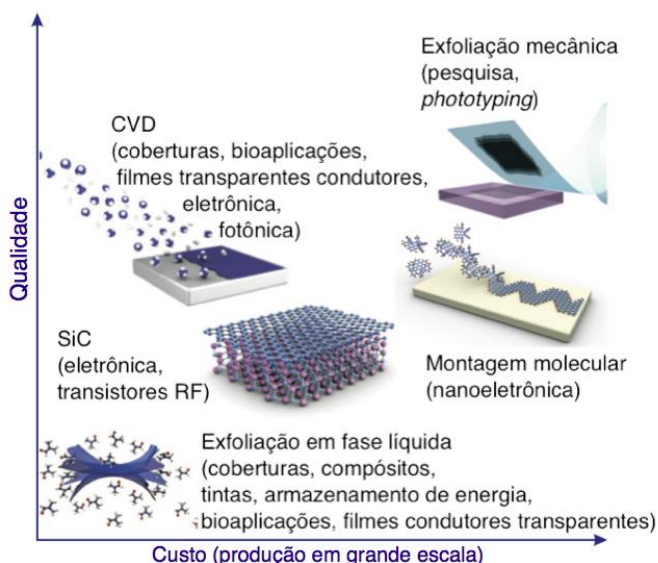 Qualidade
Exfoliação mecânica
(pesquisa,
phototyping)
CVD
(coberturas, bioaplicações,
filmes transparentes condutores,
eletrônica,
fotônica)
SiC
(eletrônica,
transistores RF)
Montagem molecular
(nanoeletrônica)
Exfoliação em fase líquida
(coberturas, compósitos,
tintas, armazenamento de energia,
bioaplicações, filmes condutores transparentes)
Custo (produção em grande escala)